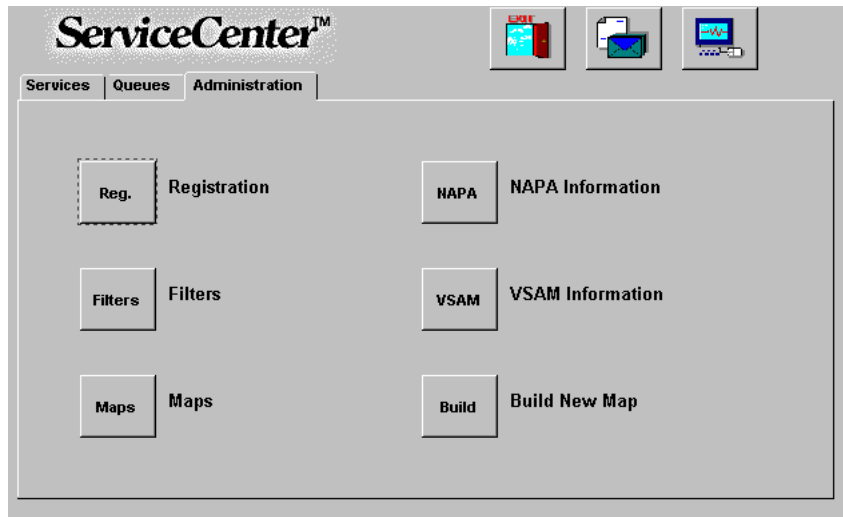 ServiceCenter™
EXIT
Services Queues Administration
Reg. Registration
NAPA NAPA Information
Filters Filters
VSAM VSAM Information
Maps Maps
Build Build New Map